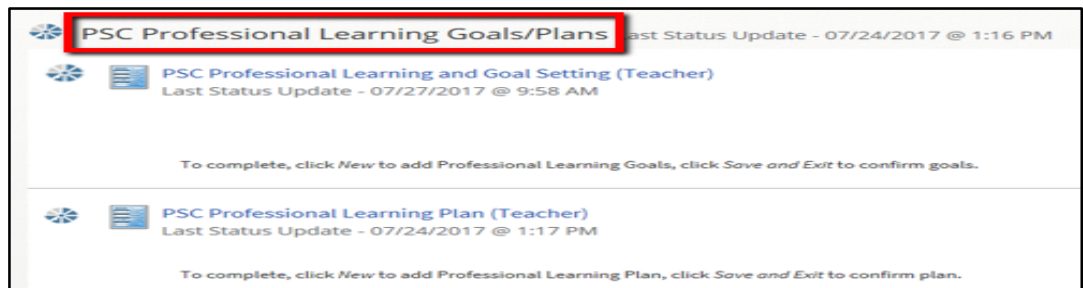 PSC Professional Learning Goals/Plans ast Status Update - 07/24/2017 @ 1:16 PM
PSC Professional Learning and Goal Setting (Teacher)
Last Status Update - 07/27/2017 @ 9:58 AM
To complete, click New to add Professional Learning Goals, click Save and Exit to confirm goals.
PSC Professional Learning Plan (Teacher)
Last Status Update - 07/24/2017 @ 1:17 PM
To complete, click New to add Professional Learning Plan, click Save and Exit to confirm plan.